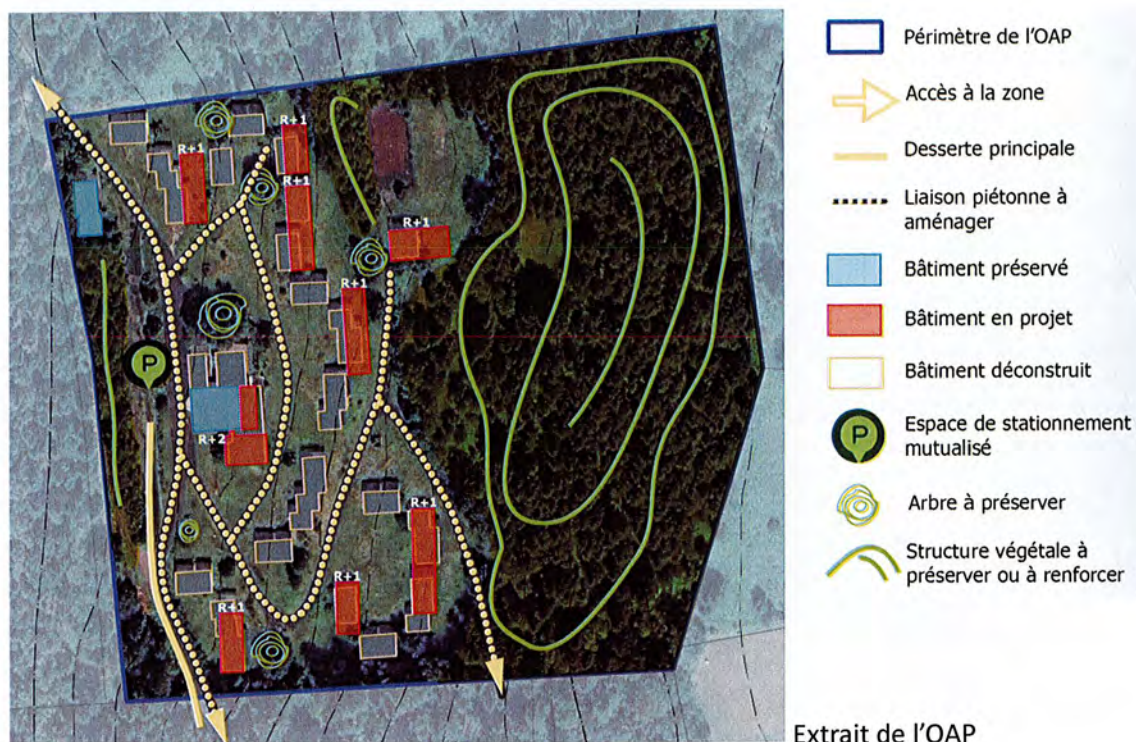 Périmètre de l'OAP
Accès à la zone
Desserte principale
Liaison piétonne à
aménager
Bâtiment préservé
Bâtiment en projet
Bâtiment déconstruit
P
Espace de stationnement
mutualisé
Arbre à préserver
Structure végétale à
préserver ou à renforcer
R+1
R+1
R+1
R+1
R+1
P
R+2
R+1
R+1
R+1
Extrait de l'OAP